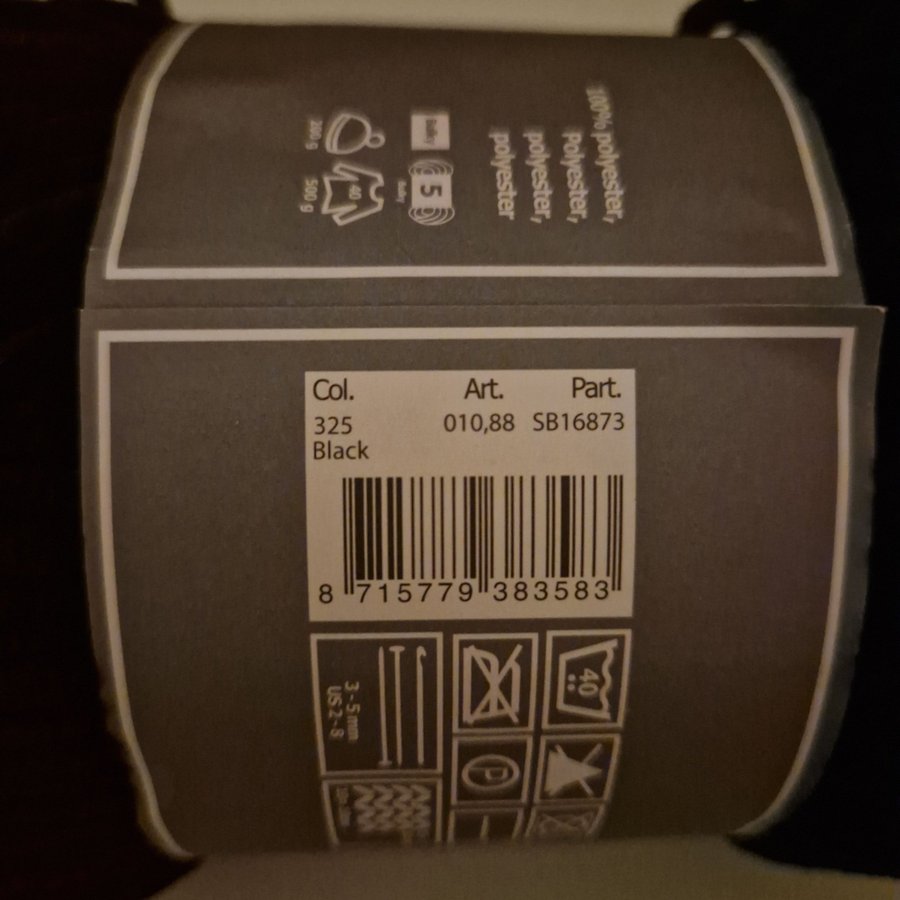 100% polyester,
Polyester,
polyester,
polyester
Bulky
5
200 g
40
500 g
Col. Art. Part.
325 010,88 SB16873
Black
8 715779 383583
40
P
3 - 5 mm
US 2 - 8